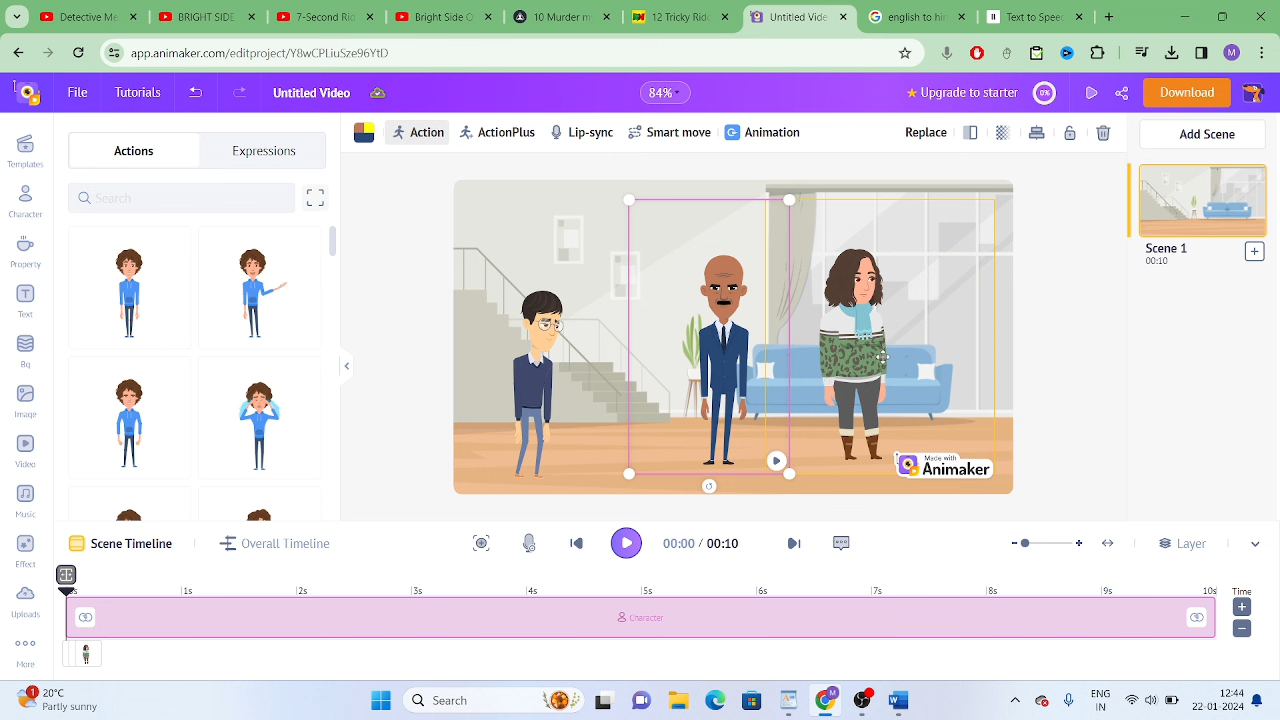 Detective Me
BRIGHT SIDE
7-Second Rid
Bright Side Q
10 Murder m
12 Tricky Rid
Untitled Vide
english to hin
Text to Spee
app.animaker.com/editproject/Y8wCPLiuSze96YtD
M
File
Tutorials
Untitled Video
84%
Upgrade to starter
0%
Download
Templates
Character
Property
Text
Bg
Image
Video
Music
Effect
Uploads
More
Actions
Expressions
Search
Action
ActionPlus
Lip-sync
Smart move
Animation
Replace
Add Scene
Scene 1
00:10
Made with
Animaker
Scene Timeline
Overall Timeline
00:00 / 00:10
Layer
1s
2s
3s
4s
5s
6s
7s
8s
9s
10s
Time
Character
1
20°C
Partly sunny
Search
ENG
IN
12:44
22-01-2024